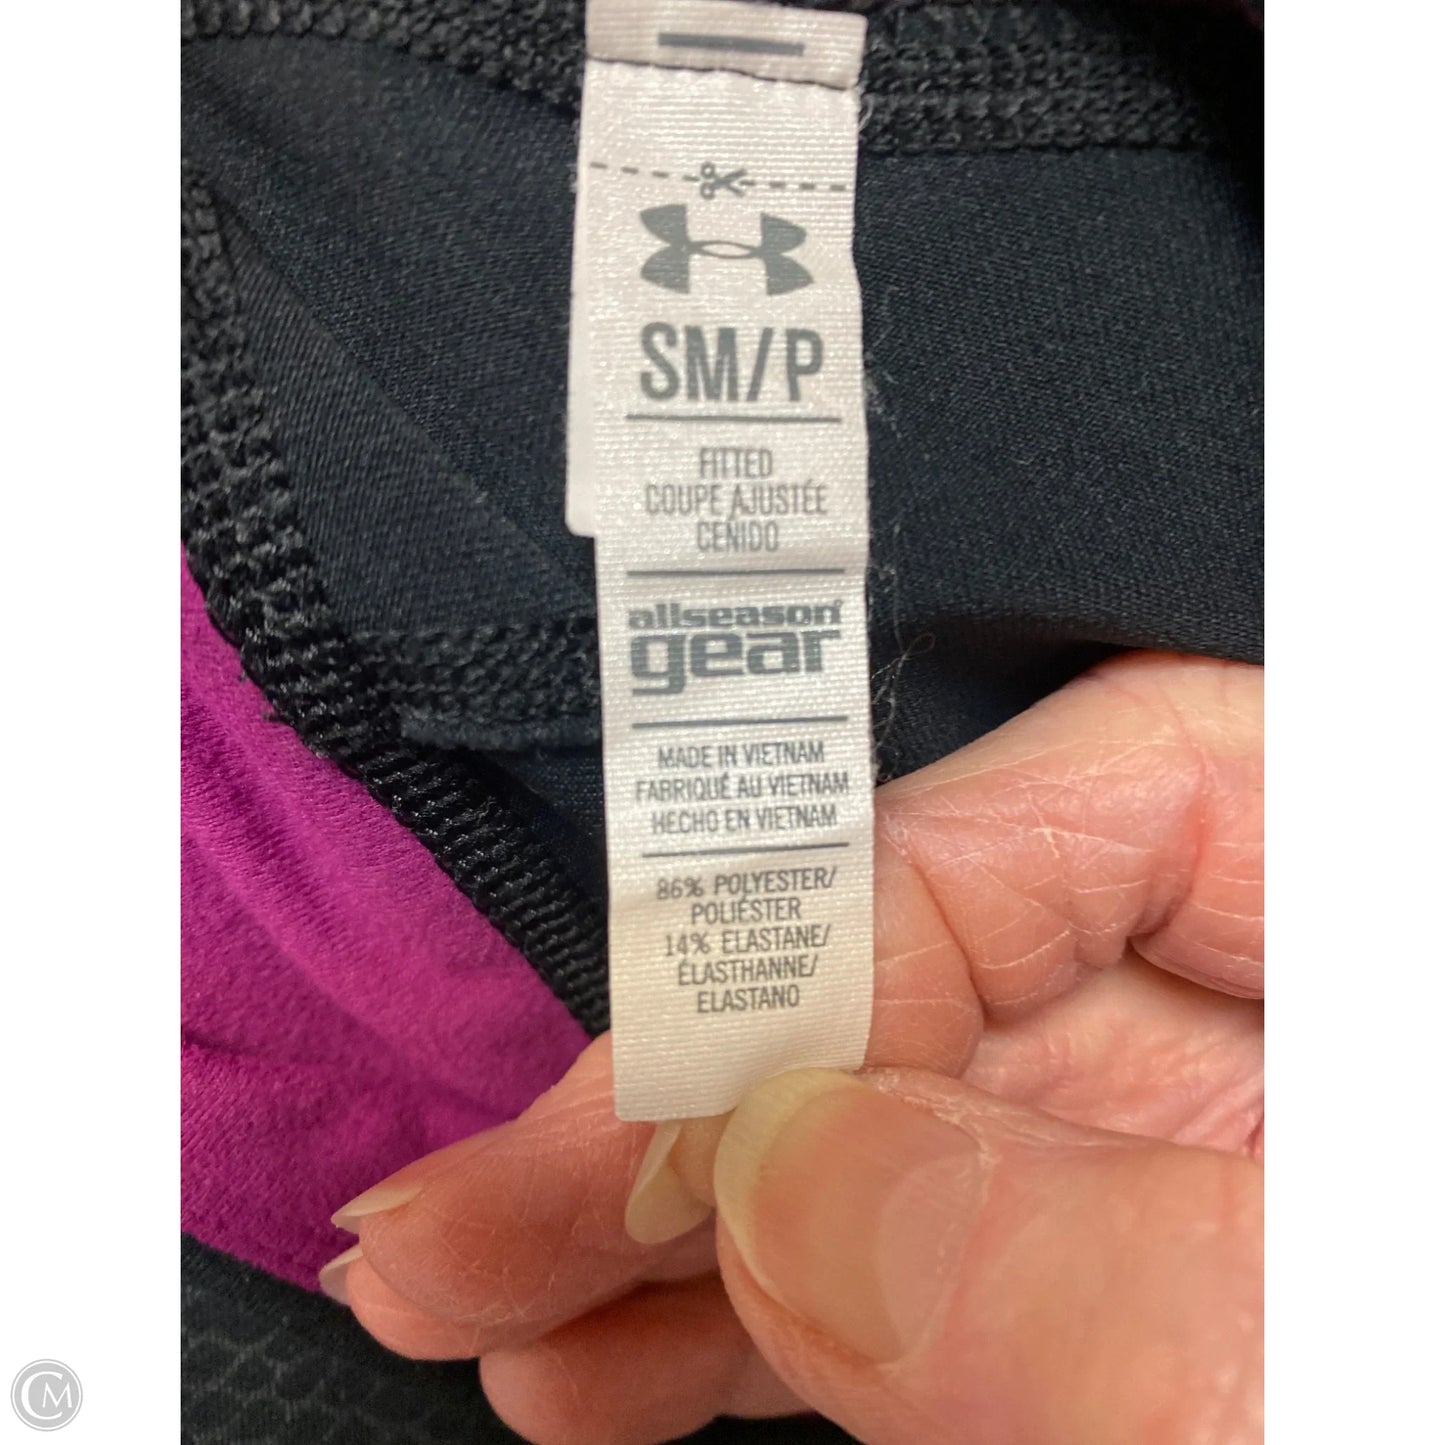 SM/P
FITTED
COUPE AJUSTÉE
CEÑIDO
allseason
gear
MADE IN VIETNAM
FABRIQUÉ AU VIETNAM
HECHO EN VIETNAM
86% POLYESTER/
POLIÉSTER
14% ELASTANE/
ÉLASTHANNE/
ELASTANO
CM